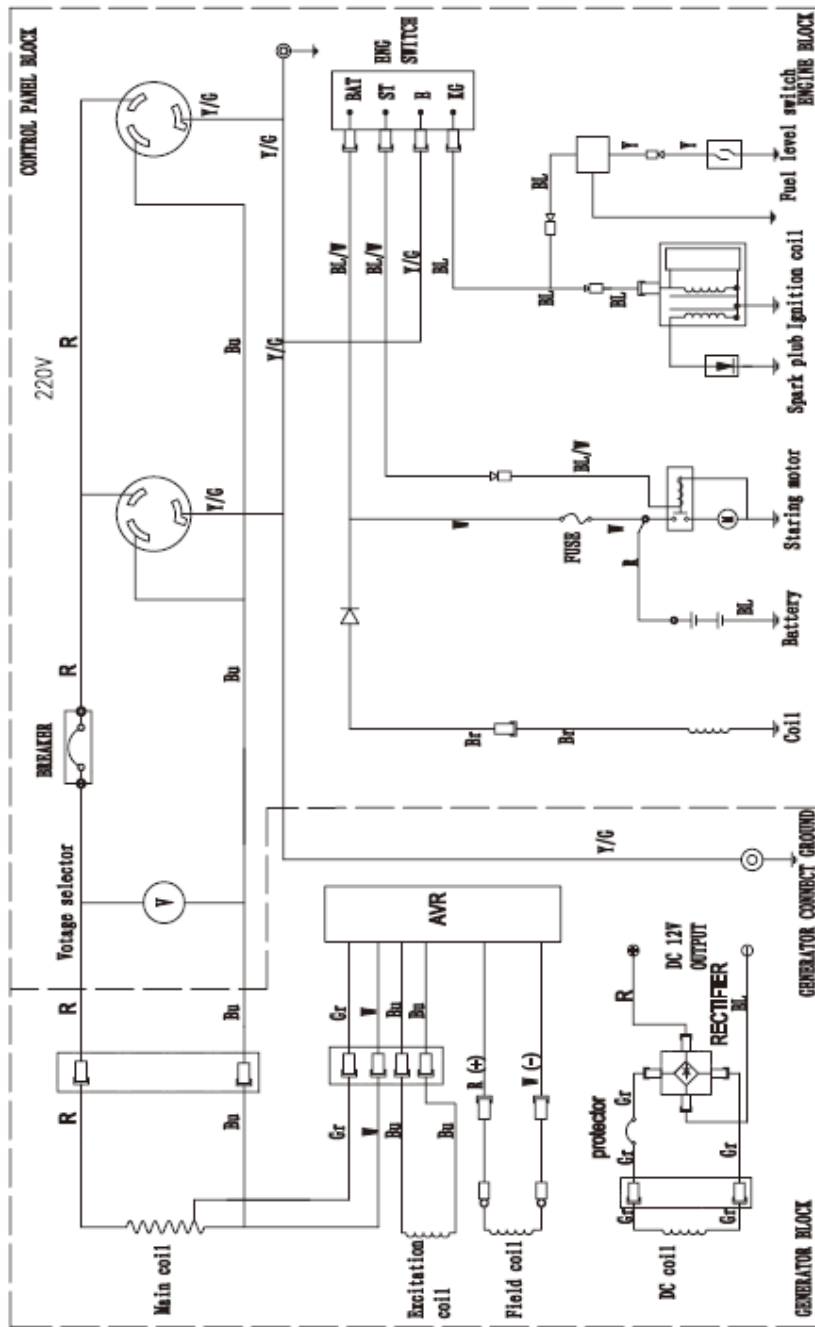 CONTROL PANEL BLOCK
220V
R
R
BREAKER
Votage selector
V
R
R
Main coil
Bu
Bu
Bu
Bu
Y/G
Y/G
Y/G
Y/G
Y/G
ENG
SWITCH
BAT
ST
E
IG
BL/W
BL/W
Y/G
BL
BL
BL
BL
Y
Y
Fuel level switch
ENGINE BLOCK
Ignition coil
Spark plub
BL/W
W
FUSE
W
R
M
Staring motor
BL
Battery
Br
Br
Coil
AVR
Gr
W
Bu
Bu
Gr
W
Bu
Bu
R (+)
W (-)
Excitation
coil
Field coil
GENERATOR CONNECT GROUND
DC 12V
OUTPUT
RECTIFIER
R
BL
protector
Gr
Gr
Gr
Gr
Gr
DC coil
GENERATOR BLOCK